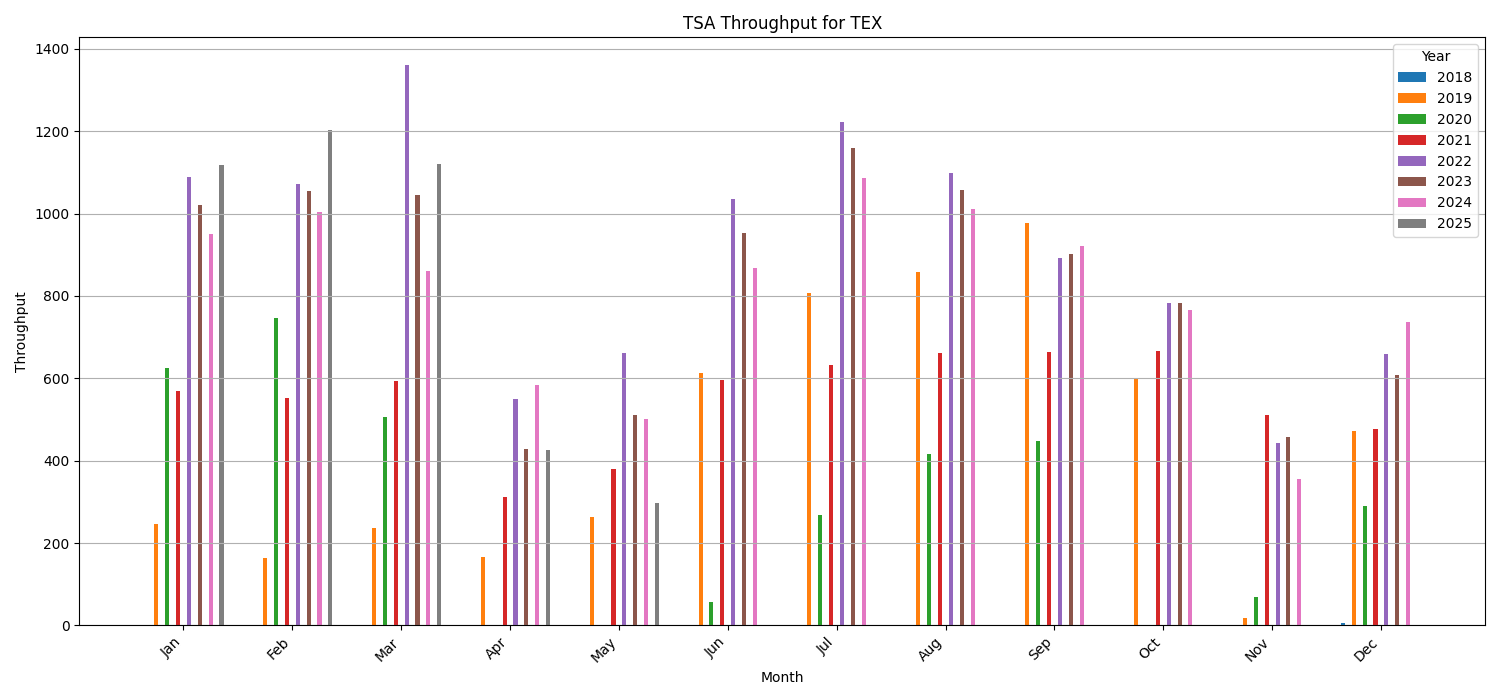 TSA Throughput for TEX
Throughput
1400
1200
1000
800
600
400
200
0
Year
2018
2019
2020
2021
2022
2023
2024
2025
Jan
Feb
Mar
Apr
May
Jun
Jul
Aug
Sep
Oct
Nov
Dec
Month